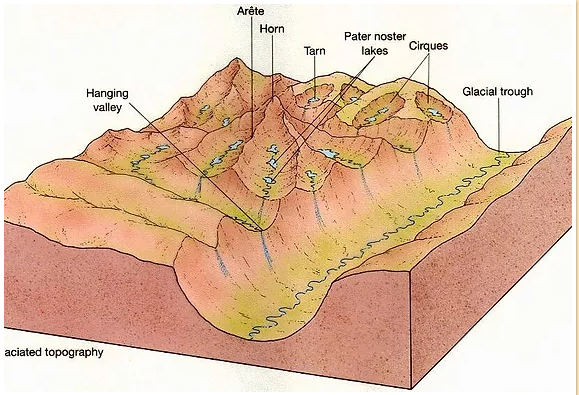 Arête
Horn
Tarn
Pater noster
lakes
Cirques
Hanging
valley
Glacial trough
aciated topography